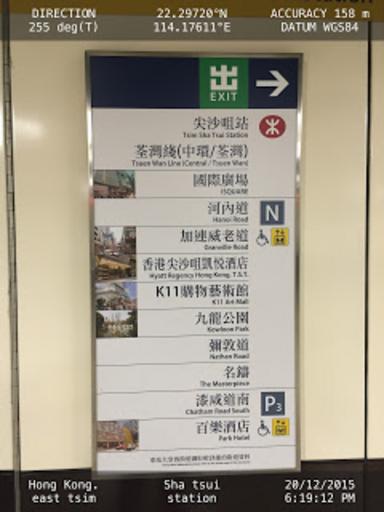 DIRECTION 22.29720°N ACCURACY 158 m
255 deg(T) 114.17611°E DATUM WGS84
出
EXIT
尖沙咀站
Tsim Sha Tsui Station
荃灣綫(中環/荃灣)
Tsuen Wan Line (Central / Tsuen Wan)
國際廣場
iSQUARE
河內道 N
Hanoi Road
加連威老道
Granville Road
香港尖沙咀凱悅酒店
Hyatt Regency Hong Kong, T.S.T.
K11購物藝術館
K11 Art Mall
九龍公園
Kowloon Park
彌敦道
Nathan Road
名鑄
The Masterpiece
漆咸道南 P3
Chatham Road South
百樂酒店
Park Hotel
Hong Kong. Sha tsui 20/12/2015
east tsim station 6:19:12 PM